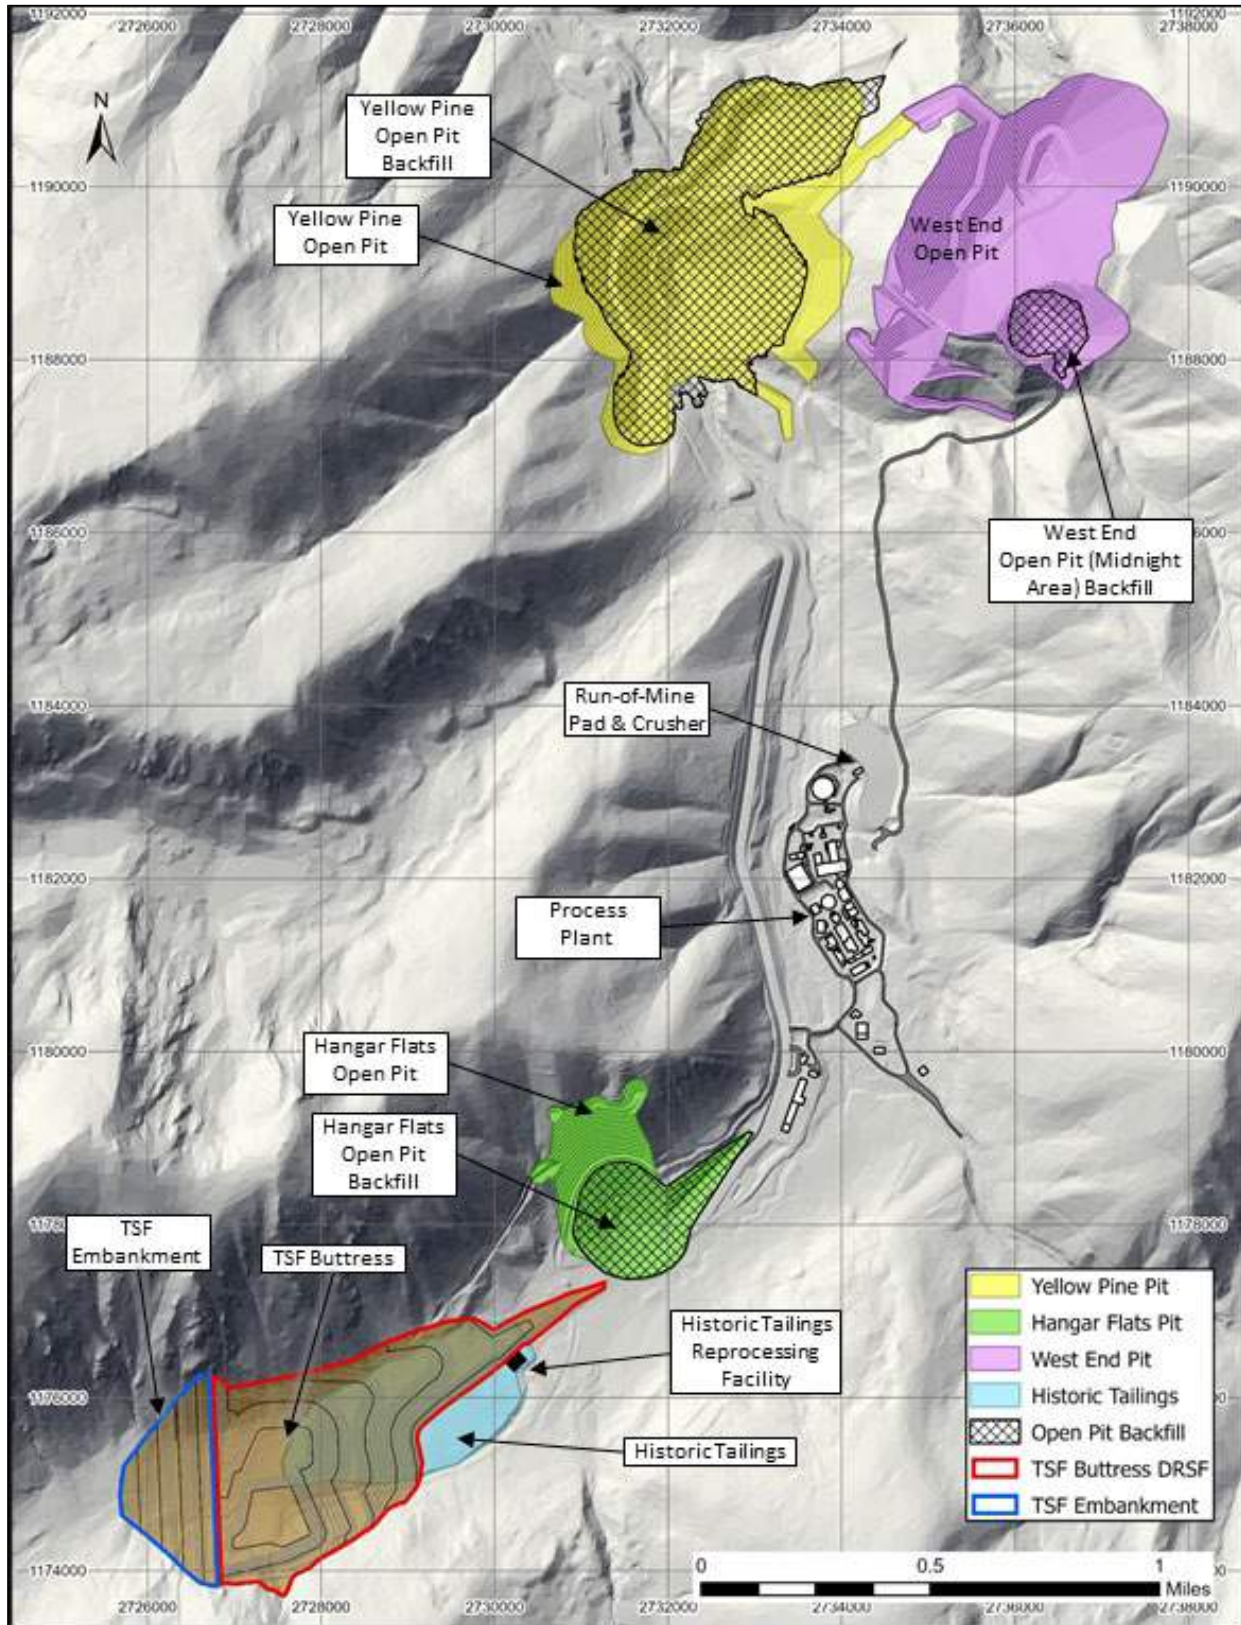 1192000
1192000
2726000
2728000
2730000
2732000
2734000
2736000
2738000
N
Yellow Pine
Open Pit
Backfill
Yellow Pine
Open Pit
1190000
1190000
West End
Open Pit
1188000
1188000
1186000
6000
West End
Open Pit (Midnight
Area) Backfill
1184000
1184000
Run-of-Mine
Pad & Crusher
1182000
1182000
Process
Plant
1180000
1180000
Hangar Flats
Open Pit
Hangar Flats
Open Pit
Backfill
1178000
TSF
Embankment
TSF Buttress
Historic Tailings
Reprocessing
Facility
1176000
Historic Tailings
Yellow Pine Pit
Hangar Flats Pit
West End Pit
Historic Tailings
Open Pit Backfill
TSF Buttress DRSF
TSF Embankment
1174000
0
0.5
1
Miles
2726000
2728000
2730000
2732000
2734000
2736000
2738000